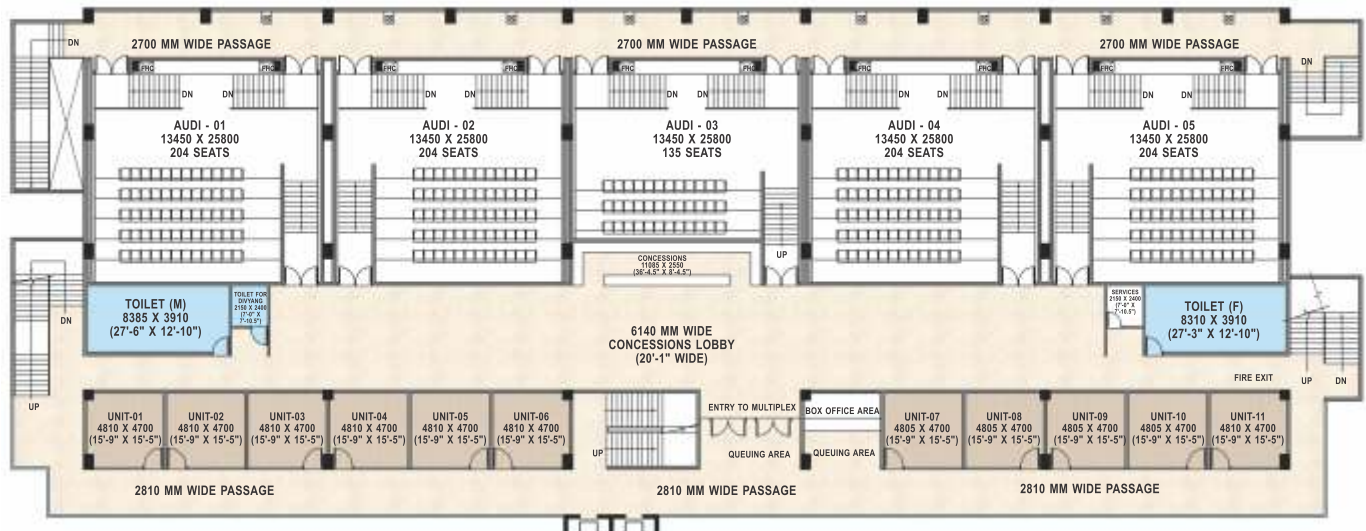 DN
2700 MM WIDE PASSAGE
2700 MM WIDE PASSAGE
2700 MM WIDE PASSAGE
DN
FRC
FRC
FRC
FRC
FRC
FRC
FRC
FRC
FRC
FRC
DN
DN
DN
DN
DN
DN
DN
DN
DN
DN
AUDI - 01
13450 X 25800
204 SEATS
AUDI - 02
13450 X 25800
204 SEATS
AUDI - 03
13450 X 25800
135 SEATS
AUDI - 04
13450 X 25800
204 SEATS
AUDI - 05
13450 X 25800
204 SEATS
UP
CONCESSIONS
11085 X 2550
(36'-4.5" X 8'-4.5")
DN
TOILET (M)
8385 X 3910
(27'-6" X 12'-10")
TOILET FOR
DIVYANG
2150 X 2400
(7'-0" X
7'-10.5")
6140 MM WIDE
CONCESSIONS LOBBY
(20'-1" WIDE)
SERVICES
2150 X 2400
(7'-0" X
7'-10.5")
TOILET (F)
8310 X 3910
(27'-3" X 12'-10")
FIRE EXIT
UP
DN
UP
UNIT-01
4810 X 4700
(15'-9" X 15'-5")
UNIT-02
4810 X 4700
(15'-9" X 15'-5")
UNIT-03
4810 X 4700
(15'-9" X 15'-5")
UNIT-04
4810 X 4700
(15'-9" X 15'-5")
UNIT-05
4810 X 4700
(15'-9" X 15'-5")
UNIT-06
4810 X 4700
(15'-9" X 15'-5")
UP
ENTRY TO MULTIPLEX
QUEUING AREA
BOX OFFICE AREA
QUEUING AREA
UNIT-07
4805 X 4700
(15'-9" X 15'-5")
UNIT-08
4805 X 4700
(15'-9" X 15'-5")
UNIT-09
4805 X 4700
(15'-9" X 15'-5")
UNIT-10
4805 X 4700
(15'-9" X 15'-5")
UNIT-11
4810 X 4700
(15'-9" X 15'-5")
2810 MM WIDE PASSAGE
2810 MM WIDE PASSAGE
2810 MM WIDE PASSAGE